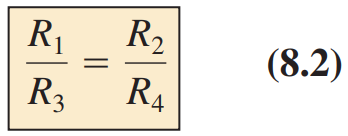 R₁/R₃ = R₂/R₄ (8.2)